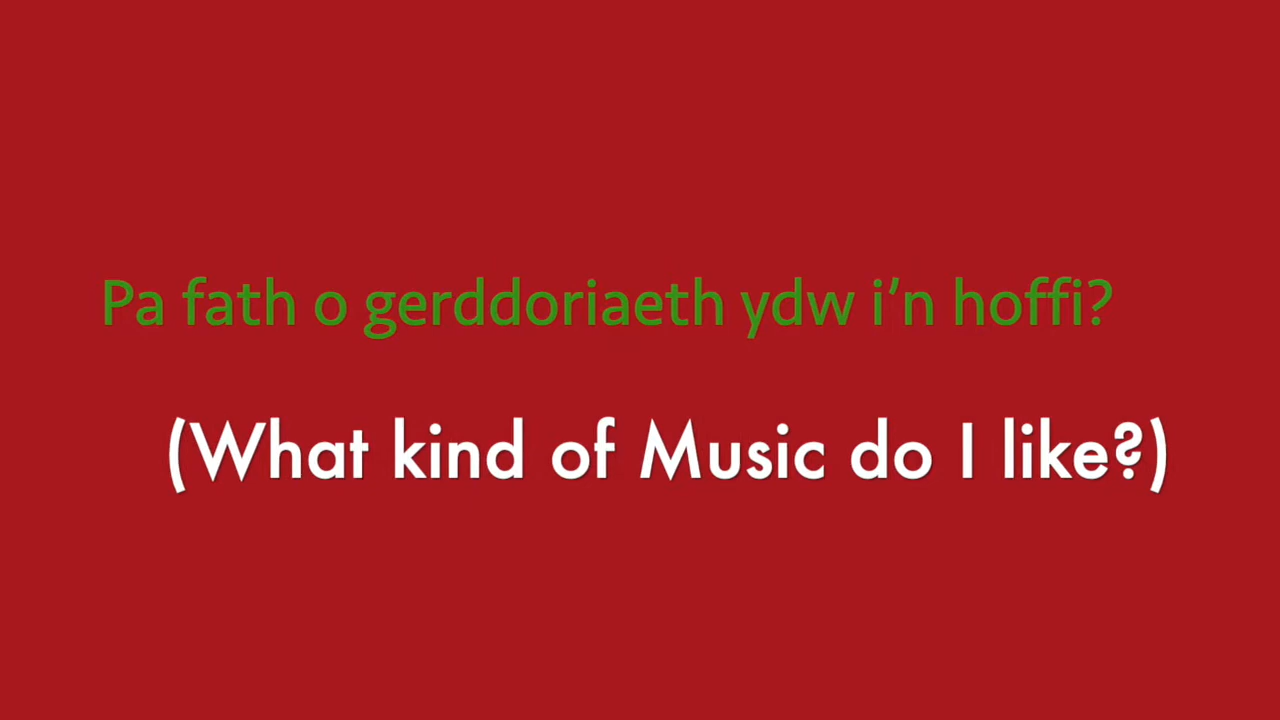 Pa fath o gerddoriaeth ydw i’n hoffi?
(What kind of Music do I like?)